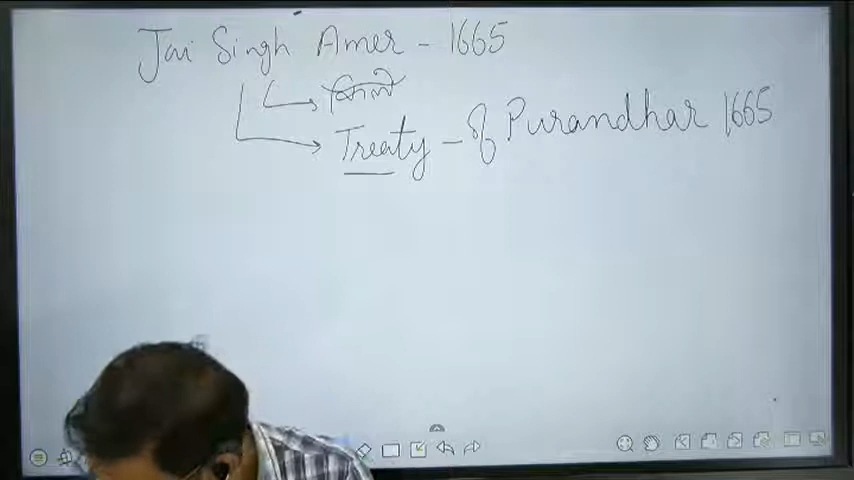 Jai Singh Amer - 1665
किले
Treaty - of Purandhar 1665